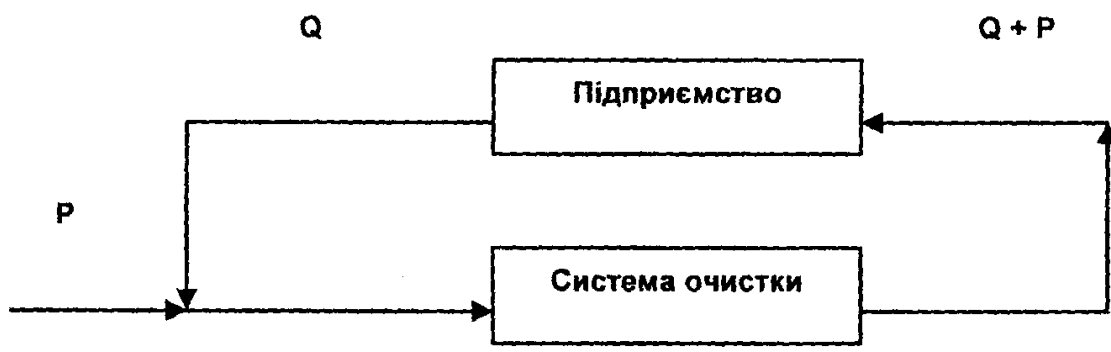 Q
Q + P
Підприємство
P
Система очистки